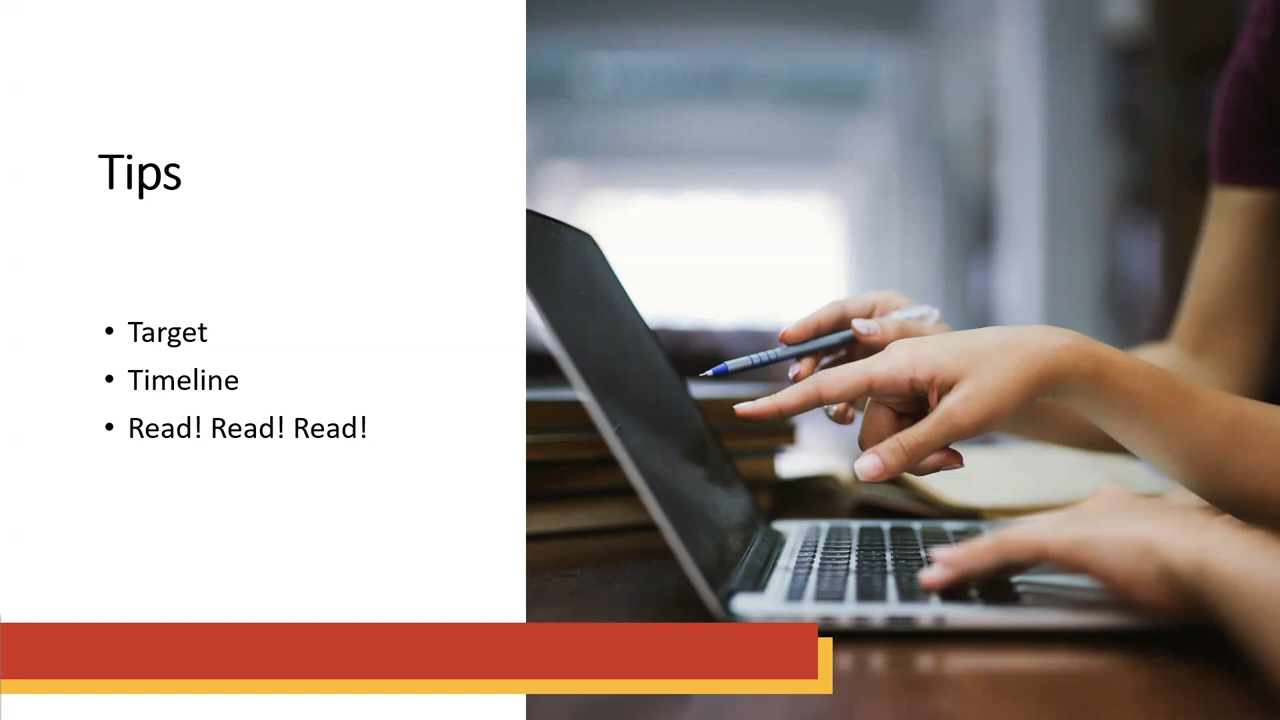 Tips
• Target
• Timeline
• Read! Read! Read!